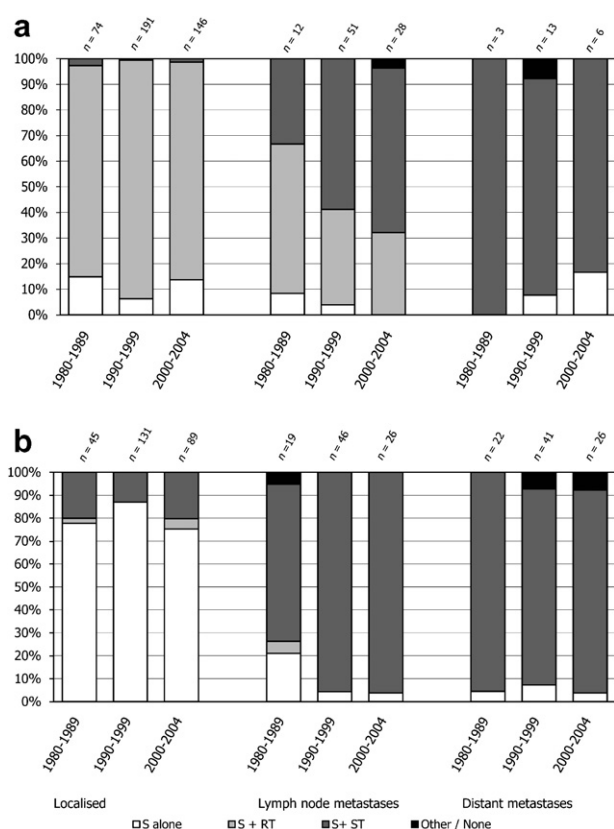 a
n = 74 n = 191 n = 146 n = 12 n = 51 n = 28 n = 3 n = 13 n = 6
100%
90%
80%
70%
60%
50%
40%
30%
20%
10%
0%
1980-1989 1990-1999 2000-2004 1980-1989 1990-1999 2000-2004 1980-1989 1990-1999 2000-2004
b
n = 45 n = 131 n = 89 n =19 n = 46 n = 26 n = 22 n = 41 n = 26
100%
90%
80%
70%
60%
50%
40%
30%
20%
10%
0%
1980-1989 1990-1999 2000-2004 1980-1989 1990-1999 2000-2004 1980-1989 1990-1999 2000-2004
Localised Lymph node metastases Distant metastases
S alone S + RT S+ ST Other / None